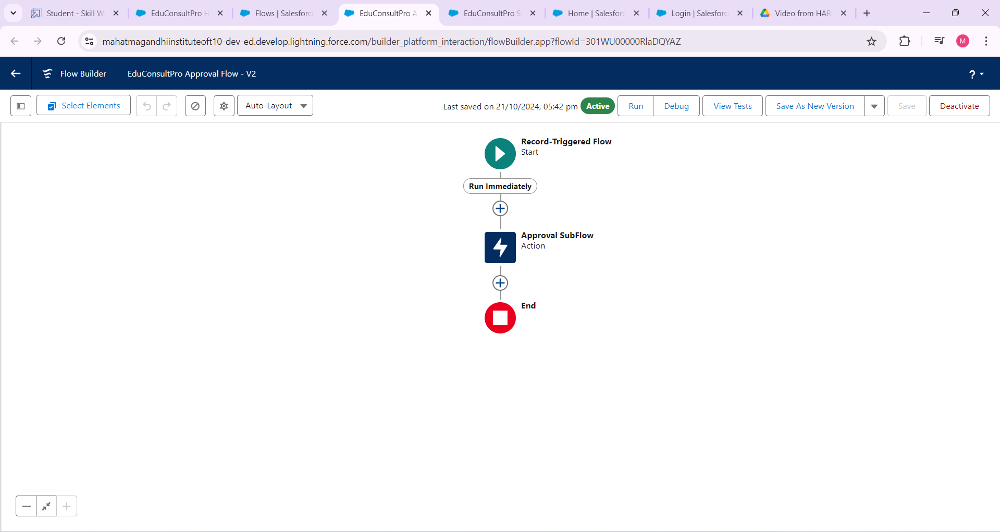 Student - Skill W
EduConsultPro H
Flows | Salesforc
EduConsultPro A
EduConsultPro S
Home | Salesforc
Login | Salesforc
Video from HAR
mahatmagandhiinstituteoft10-dev-ed.develop.lightning.force.com/builder_platform_interaction/flowBuilder.app?flowId=301WU00000RlaDQYAZ
M
Flow Builder
EduConsultPro Approval Flow - V2
?
Select Elements
Auto-Layout
Last saved on 21/10/2024, 05:42 pm
Active
Run
Debug
View Tests
Save As New Version
Save
Deactivate
Record-Triggered Flow
Start
Run Immediately
Approval SubFlow
Action
End